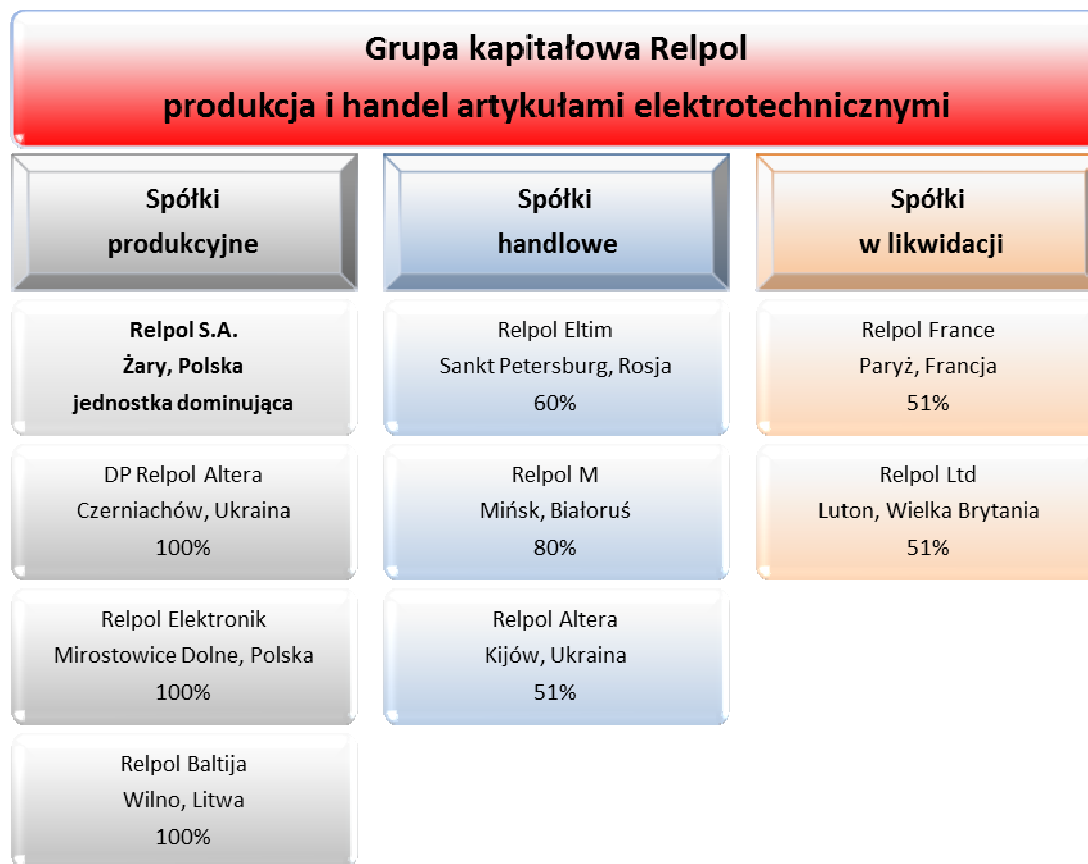 Grupa kapitałowa Relpol
produkcja i handel artykułami elektrotechnicznymi
Spółki
produkcyjne
Relpol S.A.
Żary, Polska
jednostka dominująca
DP Relpol Altera
Czerniachów, Ukraina
100%
Relpol Elektronik
Mirostowice Dolne, Polska
100%
Relpol Baltija
Wilno, Litwa
100%
Spółki
handlowe
Relpol Eltim
Sankt Petersburg, Rosja
60%
Relpol M
Mińsk, Białoruś
80%
Relpol Altera
Kijów, Ukraina
51%
Spółki
w likwidacji
Relpol France
Paryż, Francja
51%
Relpol Ltd
Luton, Wielka Brytania
51%